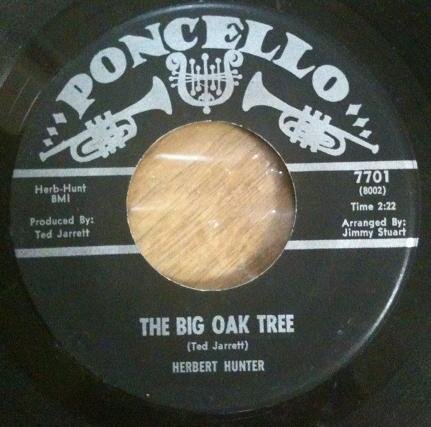 PONCELLO
7701
(8002)
Herb-Hunt
BMI
Time 2:22
Produced By:
Ted Jarrett
Arranged By:
Jimmy Stuart
THE BIG OAK TREE
(Ted Jarrett)
HERBERT HUNTER